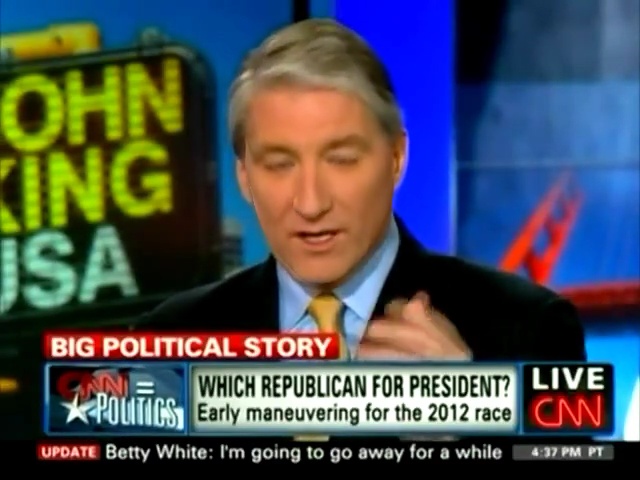 OHN
KING
USA
BIG POLITICAL STORY
CNN=
POLITICS
WHICH REPUBLICAN FOR PRESIDENT?
Early maneuvering for the 2012 race
LIVE
CNN
UPDATE Betty White: I'm going to go away for a while 4:37 PM PT